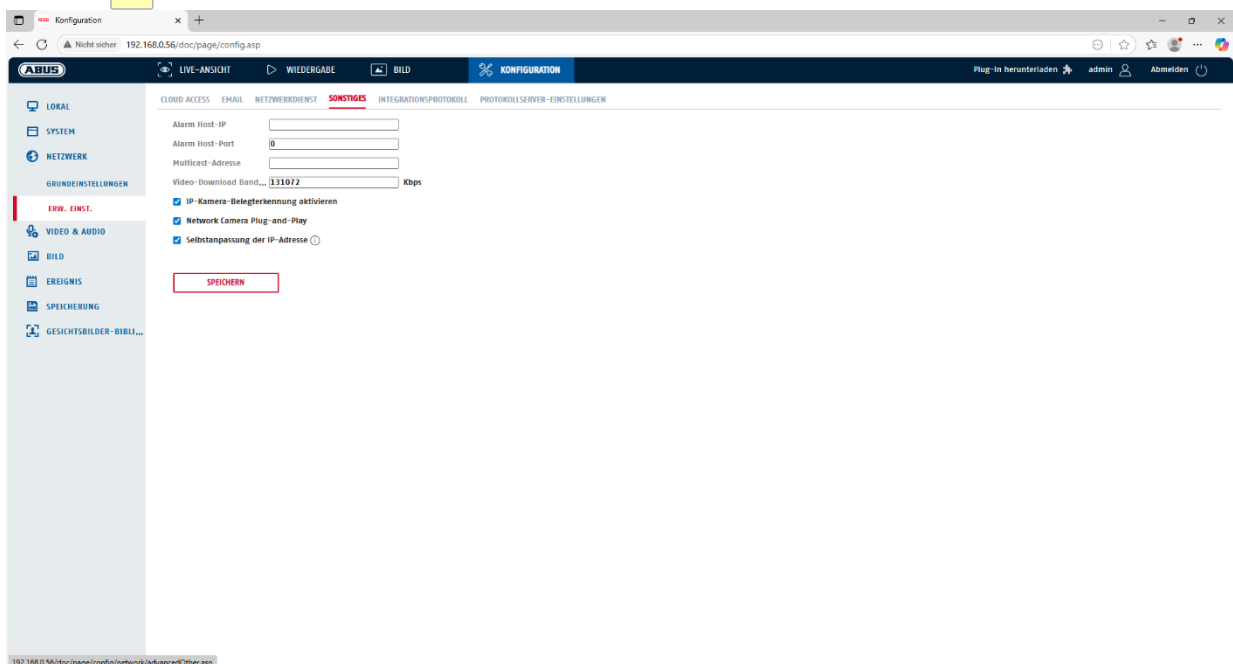 Konfiguration
Nicht sicher 192.168.0.56/doc/page/config.asp
ABUS LIVE-ANSICHT WIEDERGABE BILD KONFIGURATION Plug-In herunterladen admin Abmelden
CLOUD ACCESS EMAIL NETZWERKDIENST SONSTIGES INTEGRATIONSPROTOKOLL PROTOKOLLSERVER-EINSTELLUNGEN
LOKAL
SYSTEM
NETZWERK
GRUNDEINSTELLUNGEN
ERW. EINST.
VIDEO & AUDIO
BILD
EREIGNIS
SPEICHERUNG
GESICHTSBILDER-BIBLI...
Alarm Host-IP
Alarm Host-Port 0
Multicast-Adresse
Video-Download Band... 131072 Kbps
IP-Kamera-Belegterkennung aktivieren
Network Camera Plug-and-Play
Selbstanpassung der IP-Adresse
SPEICHERN
192.168.0.56/doc/page/config/network/advancedOther.asp